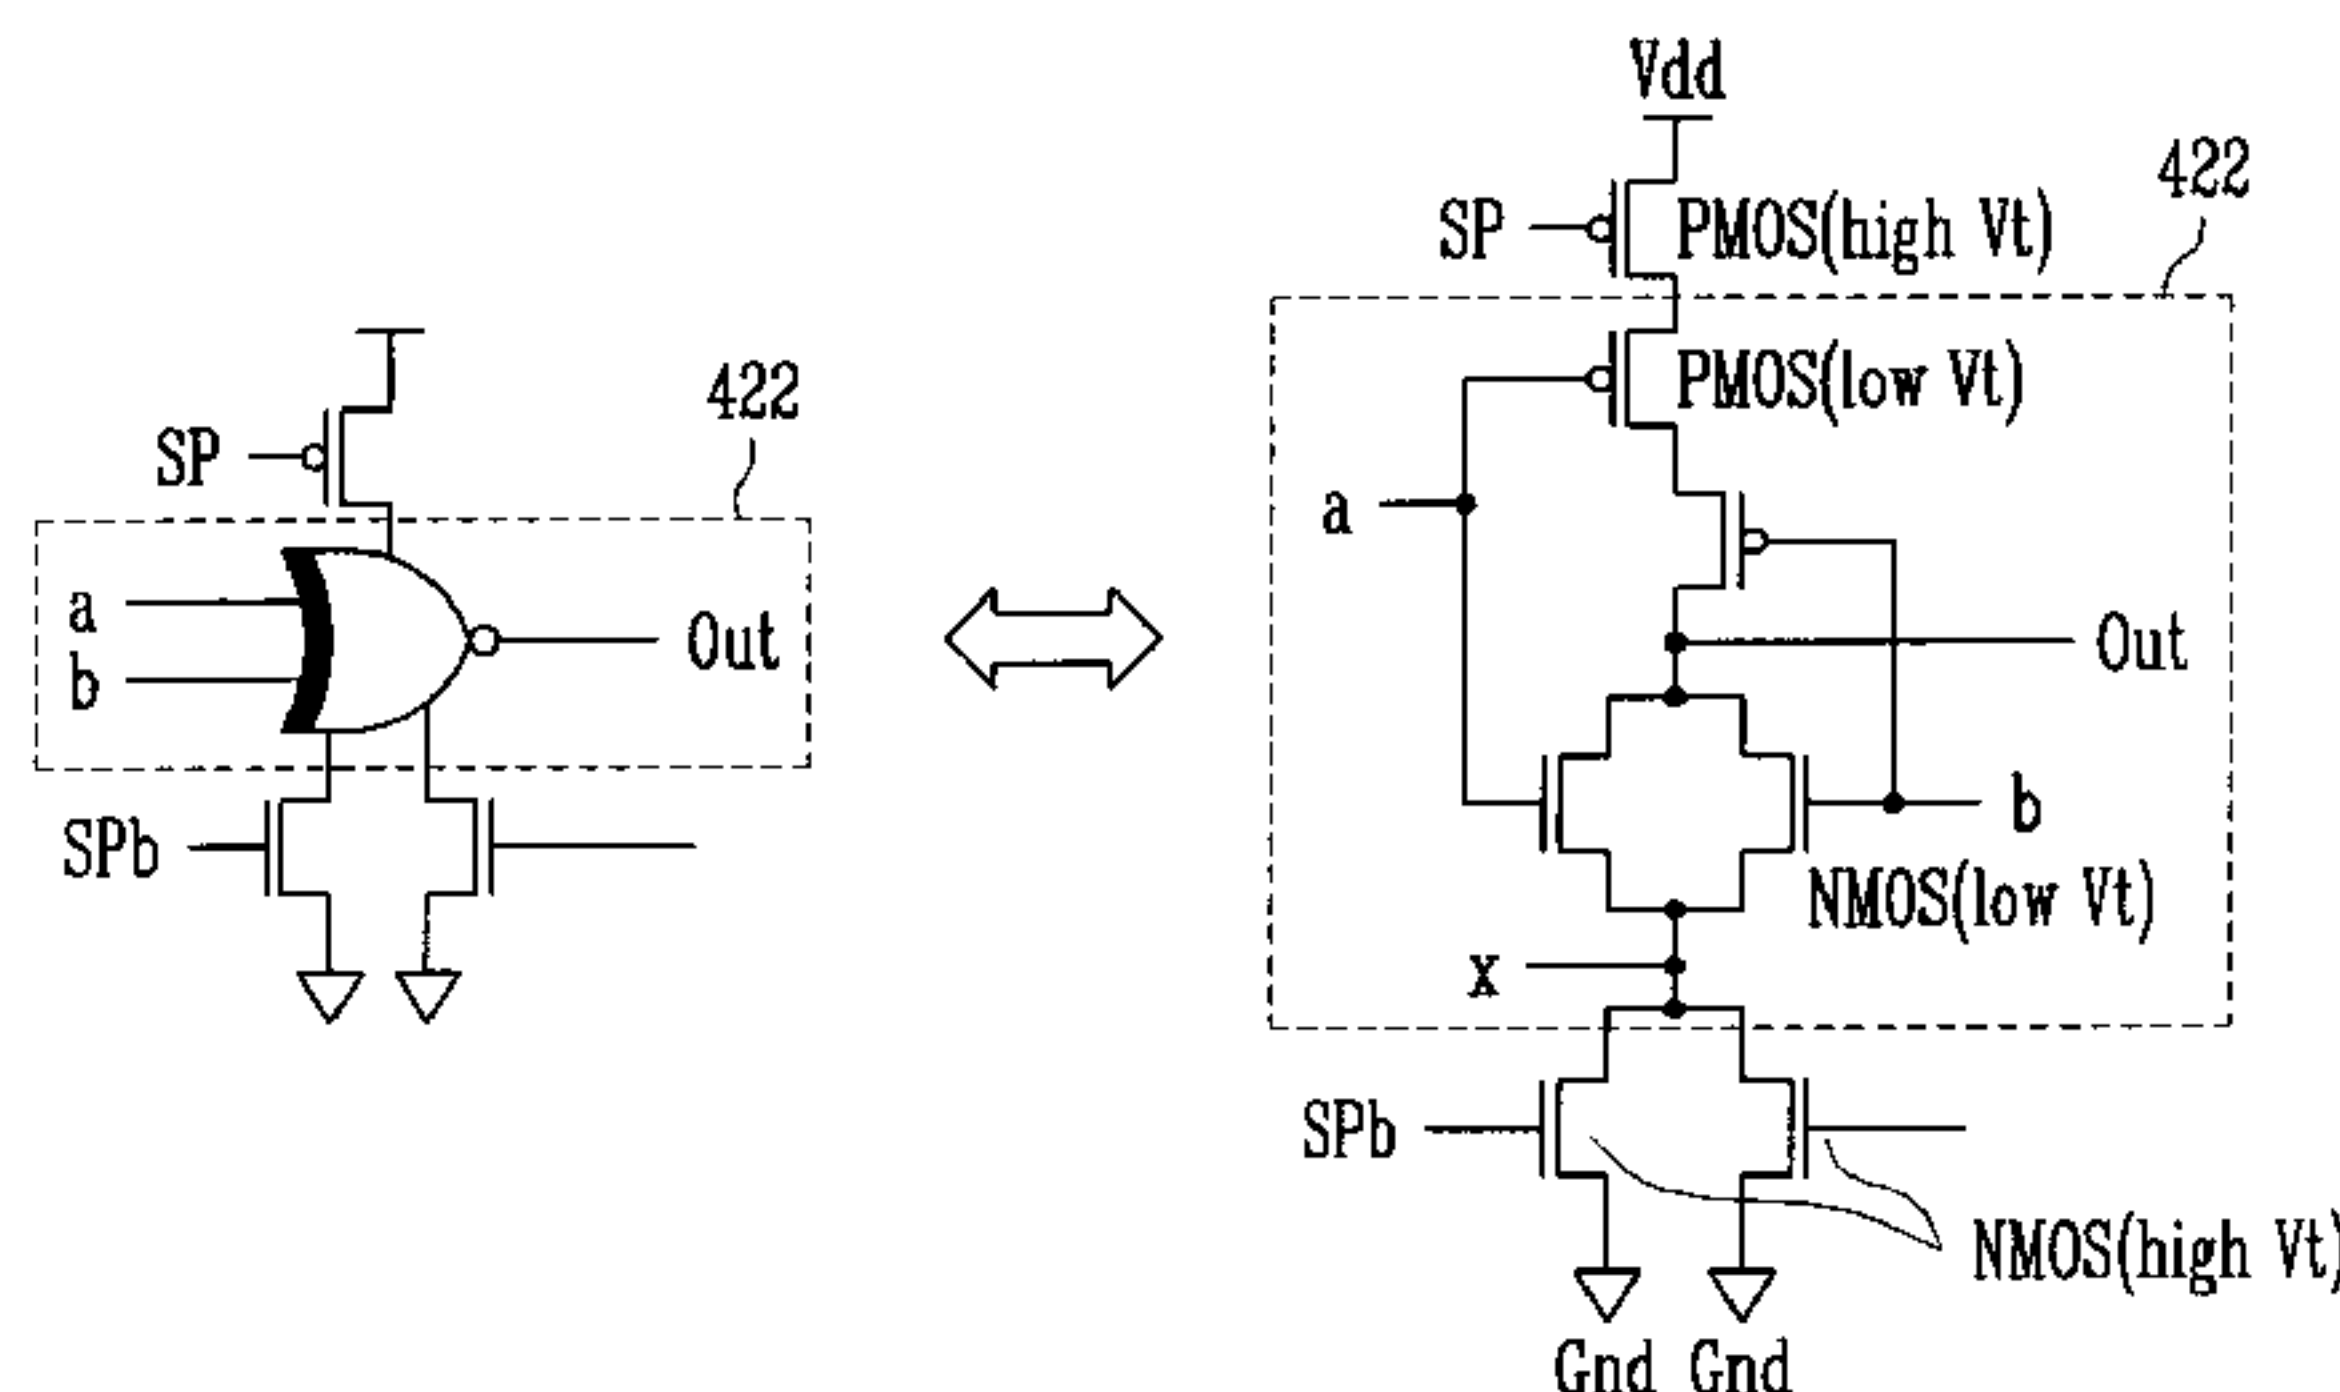 422
SP
a
b
Out
SPb
Vdd
422
SP
PMOS(high Vt)
PMOS(low Vt)
a
Out
b
NMOS(low Vt)
x
SPb
NMOS(high Vt)
Gnd Gnd